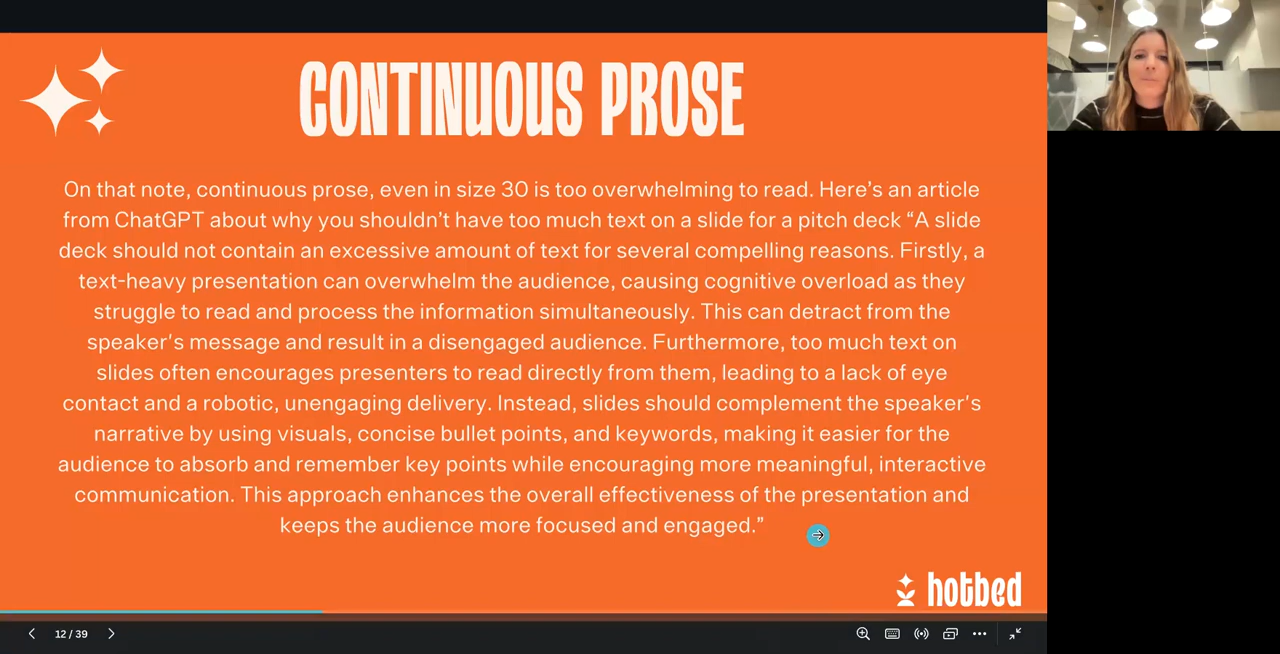 CONTINUOUS PROSE
On that note, continuous prose, even in size 30 is too overwhelming to read. Here's an article
from ChatGPT about why you shouldn't have too much text on a slide for a pitch deck “A slide
deck should not contain an excessive amount of text for several compelling reasons. Firstly, a
text-heavy presentation can overwhelm the audience, causing cognitive overload as they
struggle to read and process the information simultaneously. This can detract from the
speaker's message and result in a disengaged audience. Furthermore, too much text on
slides often encourages presenters to read directly from them, leading to a lack of eye
contact and a robotic, unengaging delivery. Instead, slides should complement the speaker's
narrative by using visuals, concise bullet points, and keywords, making it easier for the
audience to absorb and remember key points while encouraging more meaningful, interactive
communication. This approach enhances the overall effectiveness of the presentation and
keeps the audience more focused and engaged.”
hotbed
12 / 39